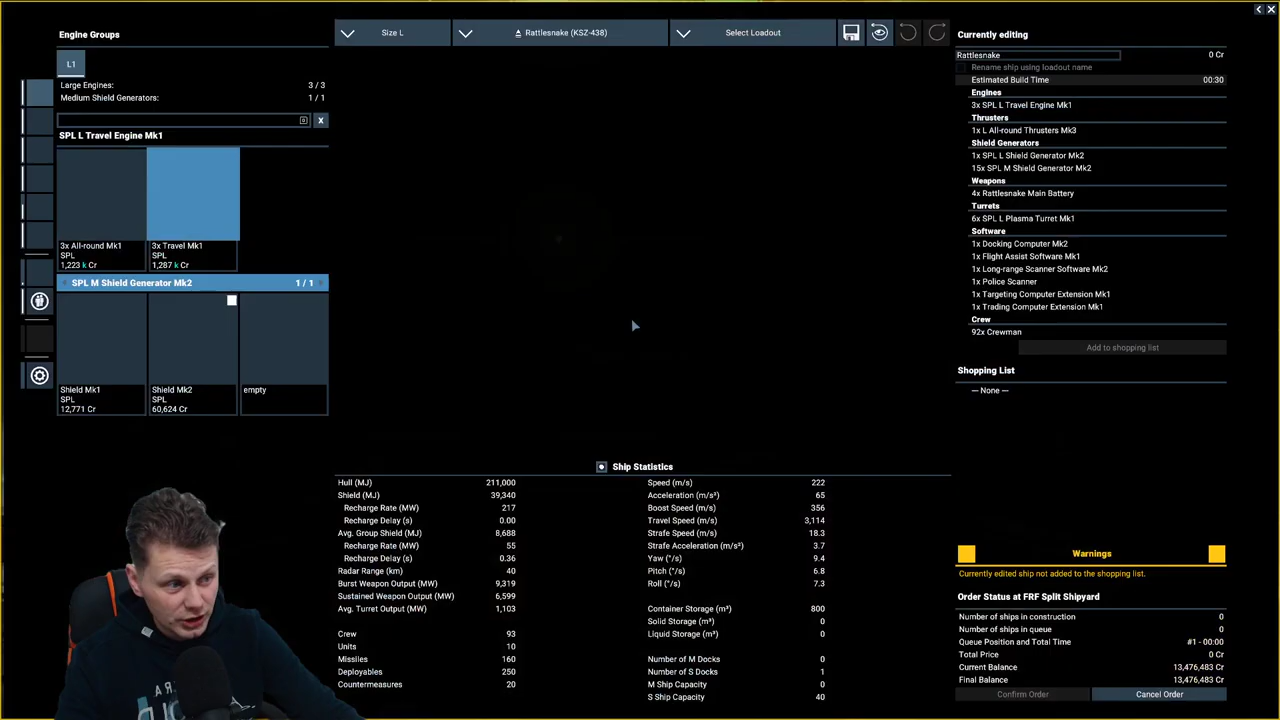 Engine Groups
L1
Large Engines: 3 / 3
Medium Shield Generators: 1 / 1
x
SPL L Travel Engine Mk1
3x All-round Mk1
SPL
1,223 k Cr
3x Travel Mk1
SPL
1,287 k Cr
SPL M Shield Generator Mk2 1 / 1
Shield Mk1
SPL
12,771 Cr
Shield Mk2
SPL
60,624 Cr
empty
Size L
Rattlesnake (KSZ-438)
Select Loadout
Ship Statistics
Hull (MJ) 211,000
Shield (MJ) 39,340
Recharge Rate (MW) 217
Recharge Delay (s) 0.00
Avg. Group Shield (MJ) 8,688
Recharge Rate (MW) 55
Recharge Delay (s) 0.36
Radar Range (km) 40
Burst Weapon Output (MW) 9,319
Sustained Weapon Output (MW) 6,599
Avg. Turret Output (MW) 1,103
Crew 93
Units 10
Missiles 160
Deployables 250
Countermeasures 20
Speed (m/s) 222
Acceleration (m/s²) 65
Boost Speed (m/s) 356
Travel Speed (m/s) 3,114
Strafe Speed (m/s) 18.3
Strafe Acceleration (m/s²) 3.7
Yaw (°/s) 9.4
Pitch (°/s) 6.8
Roll (°/s) 7.3
Container Storage (m³) 800
Solid Storage (m³) 0
Liquid Storage (m³) 0
Number of M Docks 0
Number of S Docks 1
M Ship Capacity 0
S Ship Capacity 40
Currently editing
Rattlesnake 0 Cr
Rename ship using loadout name
Estimated Build Time 00:30
Engines
3x SPL L Travel Engine Mk1
Thrusters
1x L All-round Thrusters Mk3
Shield Generators
1x SPL L Shield Generator Mk2
15x SPL M Shield Generator Mk2
Weapons
4x Rattlesnake Main Battery
Turrets
6x SPL L Plasma Turret Mk1
Software
1x Docking Computer Mk2
1x Flight Assist Software Mk1
1x Long-range Scanner Software Mk2
1x Police Scanner
1x Targeting Computer Extension Mk1
1x Trading Computer Extension Mk1
Crew
92x Crewman
Add to shopping list
Shopping List
— None —
Warnings
Currently edited ship not added to the shopping list.
Order Status at FRF Split Shipyard
Number of ships in construction 0
Number of ships in queue 0
Queue Position and Total Time #1 - 00:00
Total Price 0 Cr
Current Balance 13,476,483 Cr
Final Balance 13,476,483 Cr
Confirm Order
Cancel Order